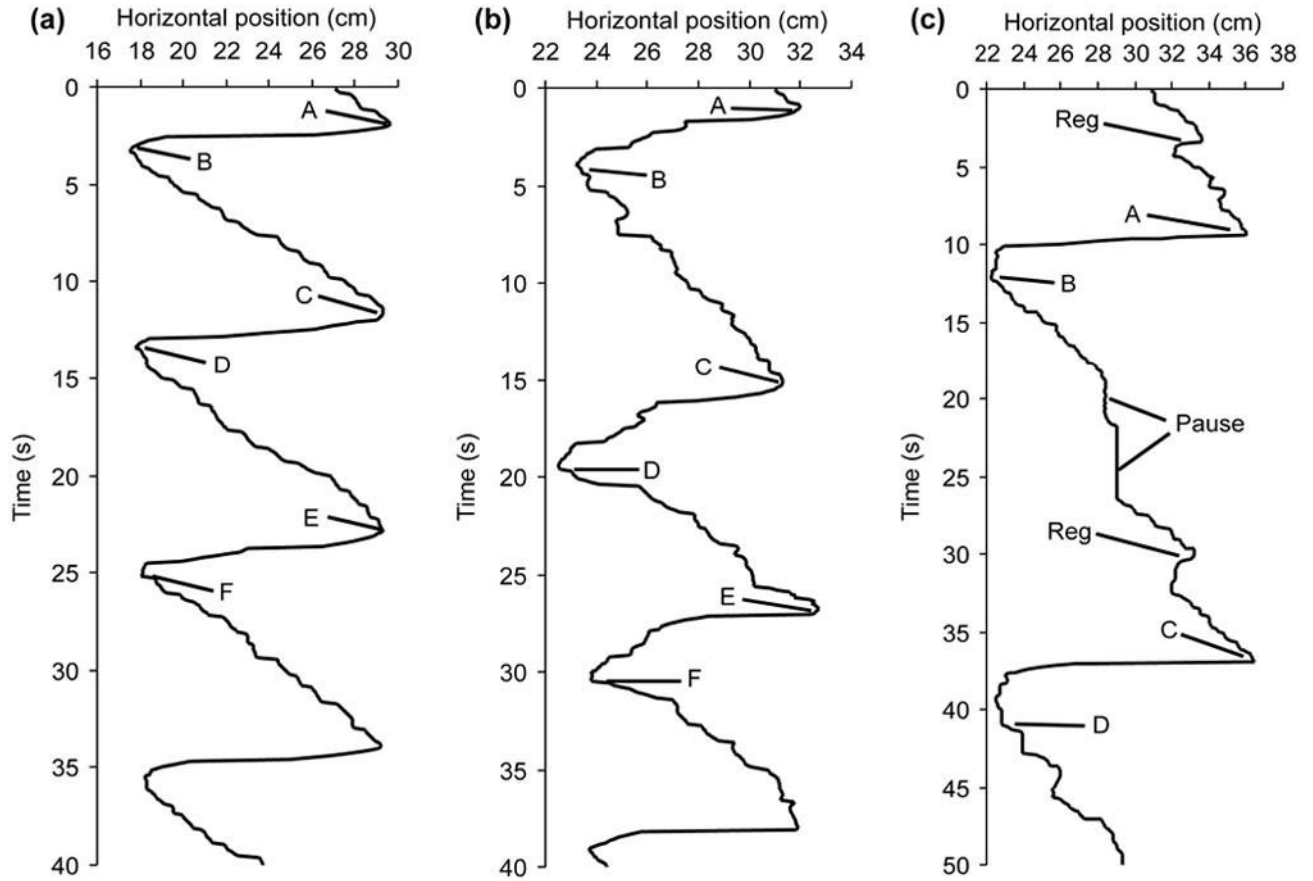 (a)
Horizontal position (cm)
16 18 20 22 24 26 28 30
Time (s)
0
5
10
15
20
25
30
35
40
A
B
C
D
E
F
(b)
Horizontal position (cm)
22 24 26 28 30 32 34
Time (s)
0
5
10
15
20
25
30
35
40
A
B
C
D
E
F
(c)
Horizontal position (cm)
22 24 26 28 30 32 34 36 38
Time (s)
0
5
10
15
20
25
30
35
40
45
50
Reg
A
B
Pause
Reg
C
D